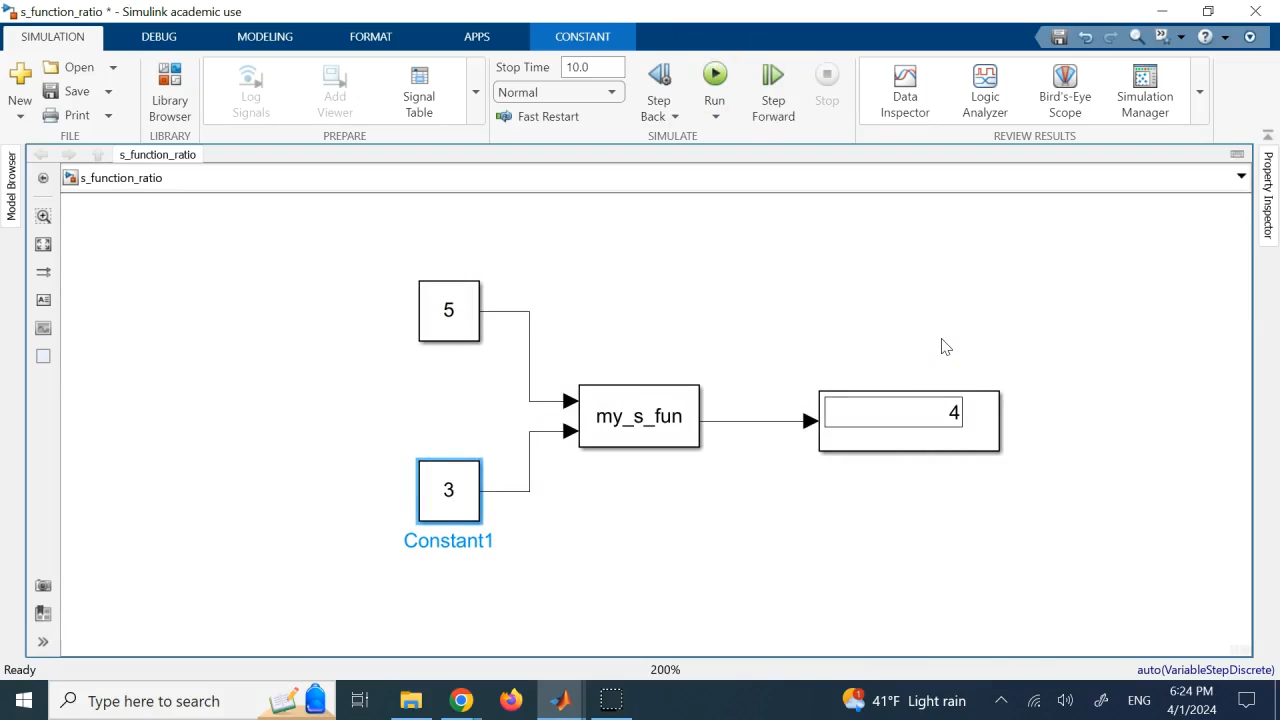 s_function_ratio * - Simulink academic use
SIMULATION DEBUG MODELING FORMAT APPS CONSTANT
New
Open
Save
Print
FILE
Library
Browser
LIBRARY
Log
Signals
Add
Viewer
Signal
Table
PREPARE
Stop Time 10.0
Normal
Fast Restart
Step
Back
Run
Step
Forward
Stop
SIMULATE
Data
Inspector
Logic
Analyzer
Bird's-Eye
Scope
Simulation
Manager
REVIEW RESULTS
Model Browser
s_function_ratio
s_function_ratio
Property Inspector
5
my_s_fun
4
3
Constant1
Ready 200% auto(VariableStepDiscrete)
Type here to search
1
41°F Light rain
ENG
6:24 PM
4/1/2024